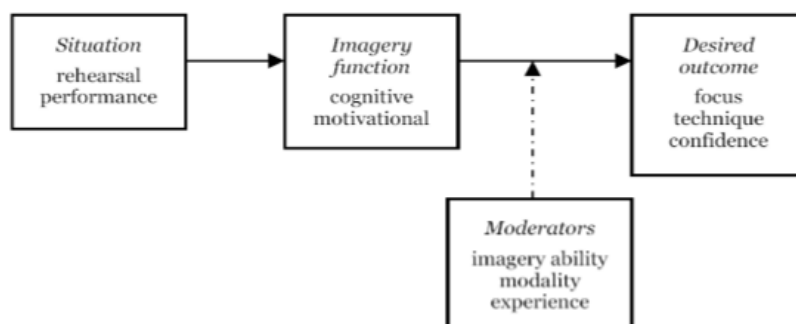 Situation
rehearsal
performance
Imagery
function
cognitive
motivational
Desired
outcome
focus
technique
confidence
Moderators
imagery ability
modality
experience